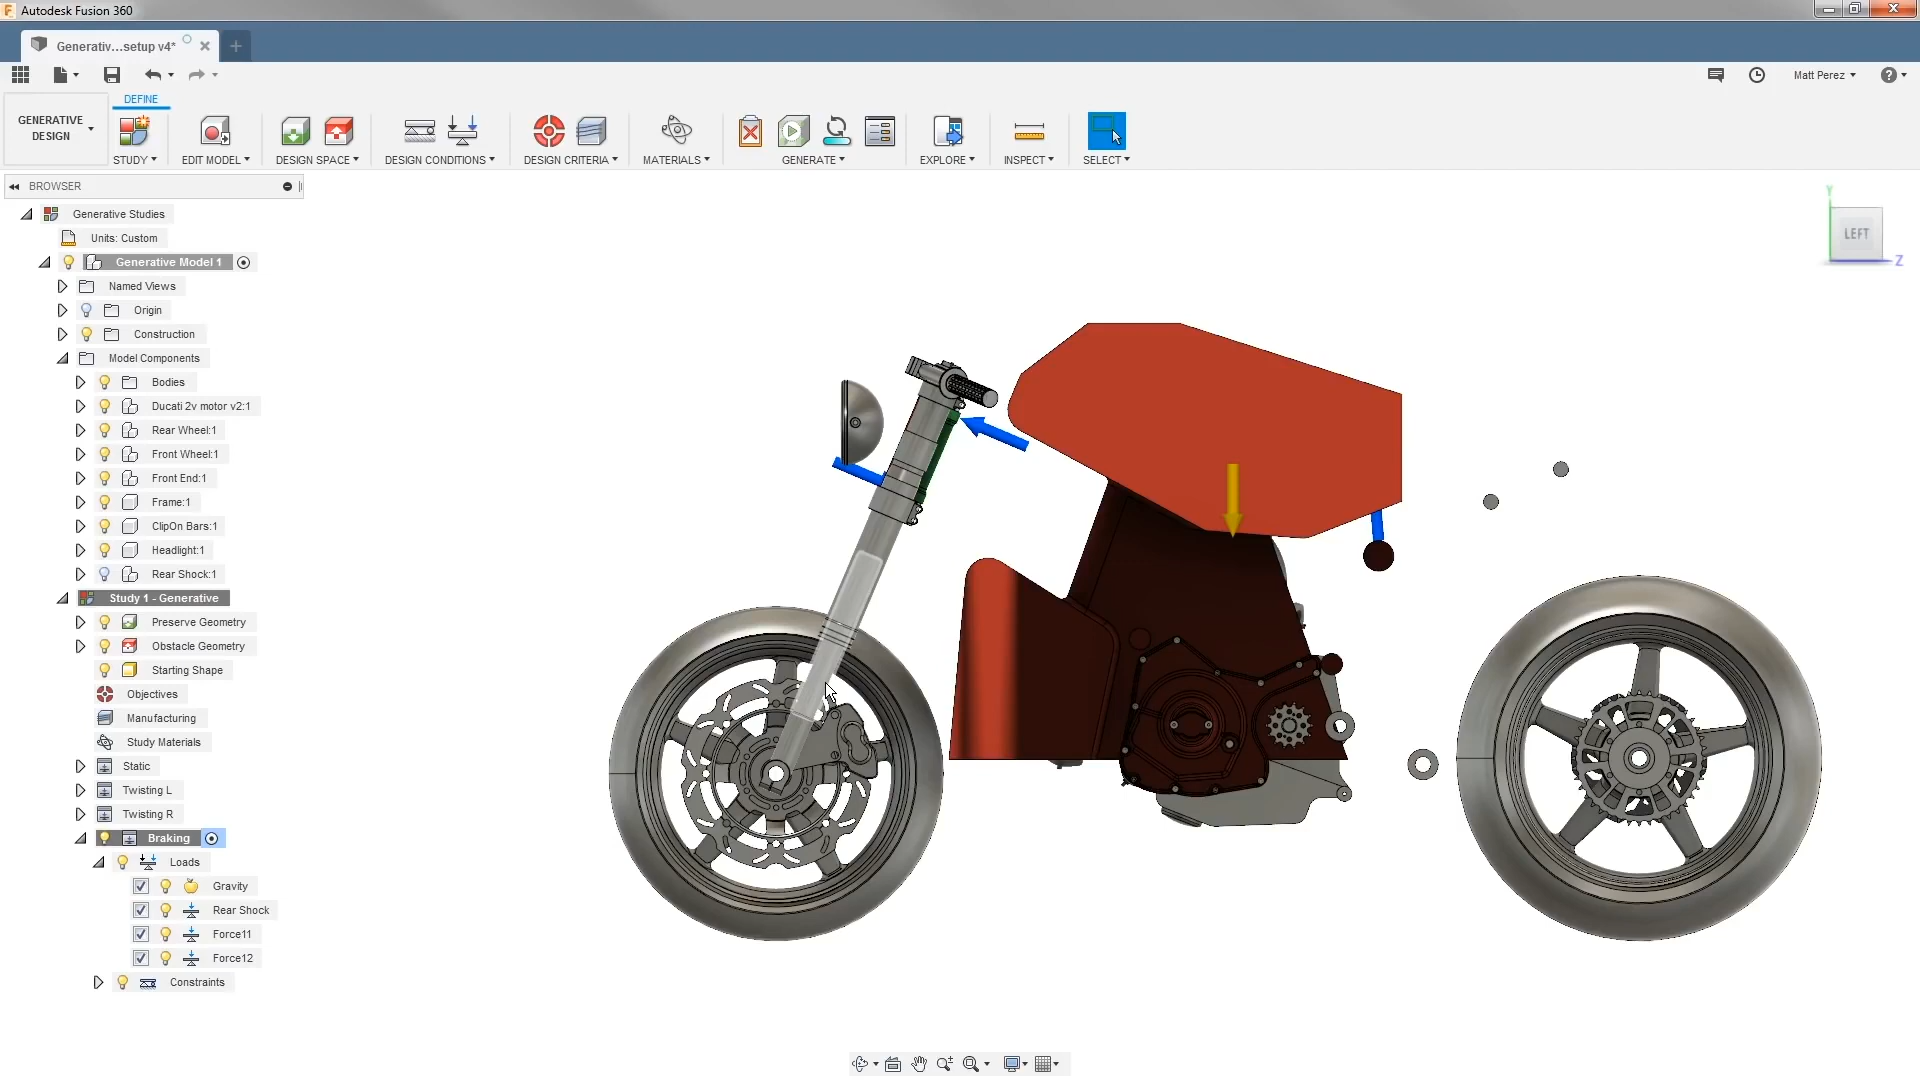 Autodesk Fusion 360
Generativ...setup v4*
Matt Perez
DEFINE
GENERATIVE
DESIGN
STUDY
EDIT MODEL
DESIGN SPACE
DESIGN CONDITIONS
DESIGN CRITERIA
MATERIALS
GENERATE
EXPLORE
INSPECT
SELECT
BROWSER
Generative Studies
Units: Custom
Generative Model 1
Named Views
Origin
Construction
Model Components
Bodies
Ducati 2v motor v2:1
Rear Wheel:1
Front Wheel:1
Front End:1
Frame:1
ClipOn Bars:1
Headlight:1
Rear Shock:1
Study 1 - Generative
Preserve Geometry
Obstacle Geometry
Starting Shape
Objectives
Manufacturing
Study Materials
Static
Twisting L
Twisting R
Braking
Loads
Gravity
Rear Shock
Force11
Force12
Constraints
Y
LEFT
Z